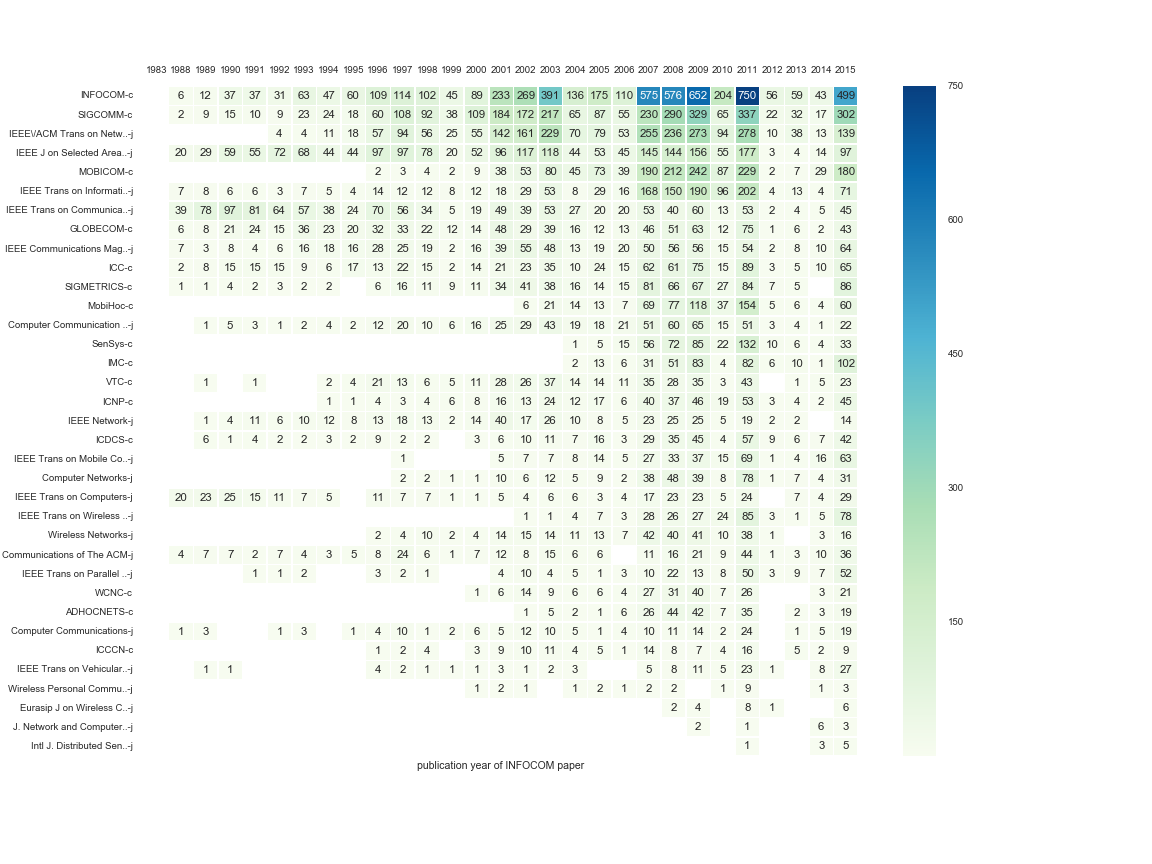 1983 1988 1989 1990 1991 1992 1993 1994 1995 1996 1997 1998 1999 2000 2001 2002 2003 2004 2005 2006 2007 2008 2009 2010 2011 2012 2013 2014 2015
750
INFOCOM-c 6 12 37 37 31 63 47 60 109 114 102 45 89 233 269 391 136 175 110 575 576 652 204 750 56 59 43 499
SIGCOMM-c 2 9 15 10 9 23 24 18 60 108 92 38 109 184 172 217 65 87 55 230 290 329 65 337 22 32 17 302
IEEE\/ACM Trans on Netw..-j 4 4 11 18 57 94 56 25 55 142 161 229 70 79 53 255 236 273 94 278 10 38 13 139
IEEE J on Selected Area..-j 20 29 59 55 72 68 44 44 97 97 78 20 52 96 117 118 44 53 45 145 144 156 55 177 3 4 14 97
MOBICOM-c 2 3 4 2 9 38 53 80 45 73 39 190 212 242 87 229 2 7 29 180
IEEE Trans on Informati..-j 7 8 6 6 3 7 5 4 14 12 12 8 12 18 29 53 8 29 16 168 150 190 96 202 4 13 4 71
IEEE Trans on Communica..-j 39 78 97 81 64 57 38 24 70 56 34 5 19 49 39 53 27 20 20 53 40 60 13 53 2 4 5 45
600
GLOBECOM-c 6 8 21 24 15 36 23 20 32 33 22 12 14 48 29 39 16 12 13 46 51 63 12 75 1 6 2 43
IEEE Communications Mag..-j 7 3 8 4 6 16 18 16 28 25 19 2 16 39 55 48 13 19 20 50 56 56 15 54 2 8 10 64
ICC-c 2 8 15 15 15 9 6 17 13 22 15 2 14 21 23 35 10 24 15 62 61 75 15 89 3 5 10 65
SIGMETRICS-c 1 1 4 2 3 2 2 6 16 11 9 11 34 41 38 16 14 15 81 66 67 27 84 7 5 86
MobiHoc-c 6 21 14 13 7 69 77 118 37 154 5 6 4 60
Computer Communication ..-j 1 5 3 1 2 4 2 12 20 10 6 16 25 29 43 19 18 21 51 60 65 15 51 3 4 1 22
SenSys-c 1 5 15 56 72 85 22 132 10 6 4 33
450
IMC-c 2 13 6 31 51 83 4 82 6 10 1 102
VTC-c 1 1 2 4 21 13 6 5 11 28 26 37 14 14 11 35 28 35 3 43 1 5 23
ICNP-c 1 1 4 3 4 6 8 16 13 24 12 17 6 40 37 46 19 53 3 4 2 45
IEEE Network-j 1 4 11 6 10 12 8 13 18 13 2 14 40 17 26 10 8 5 23 25 25 5 19 2 2 14
ICDCS-c 6 1 4 2 2 3 2 9 2 2 3 6 10 11 7 16 3 29 35 45 4 57 9 6 7 42
IEEE Trans on Mobile Co..-j 1 5 7 7 8 14 5 27 33 37 15 69 1 4 16 63
Computer Networks-j 2 2 1 1 10 6 12 5 9 2 38 48 39 8 78 1 7 4 31
300
IEEE Trans on Computers-j 20 23 25 15 11 7 5 11 7 7 1 1 5 4 6 6 3 4 17 23 23 5 24 7 4 29
IEEE Trans on Wireless ..-j 1 1 4 7 3 28 26 27 24 85 3 1 5 78
Wireless Networks-j 2 4 10 2 4 14 15 14 11 13 7 42 40 41 10 38 1 3 16
Communications of The ACM-j 4 7 7 2 7 4 3 5 8 24 6 1 7 12 8 15 6 6 11 16 21 9 44 1 3 10 36
IEEE Trans on Parallel ..-j 1 1 2 3 2 1 4 10 4 5 1 3 10 22 13 8 50 3 9 7 52
WCNC-c 1 6 14 9 6 6 4 27 31 40 7 26 3 21
ADHOCNETS-c 1 5 2 1 6 26 44 42 7 35 2 3 19
150
Computer Communications-j 1 3 1 3 1 4 10 1 2 6 5 12 10 5 1 4 10 11 14 2 24 1 5 19
ICCCN-c 1 2 4 3 9 10 11 4 5 1 14 8 7 4 16 5 2 9
IEEE Trans on Vehicular..-j 1 1 4 2 1 1 1 3 1 2 3 5 8 11 5 23 1 8 27
Wireless Personal Commu..-j 1 2 1 1 2 1 2 2 1 9 1 3
Eurasip J on Wireless C..-j 2 4 8 1 6
J. Network and Computer..-j 2 1 6 3
Intl J. Distributed Sen..-j 1 3 5
publication year of INFOCOM paper